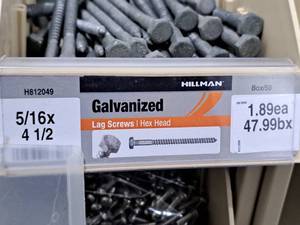 HILLMAN
H812049
5/16x
4 1/2
Galvanized
Lag Screws | Hex Head
Box/50
1.89ea
47.99bx